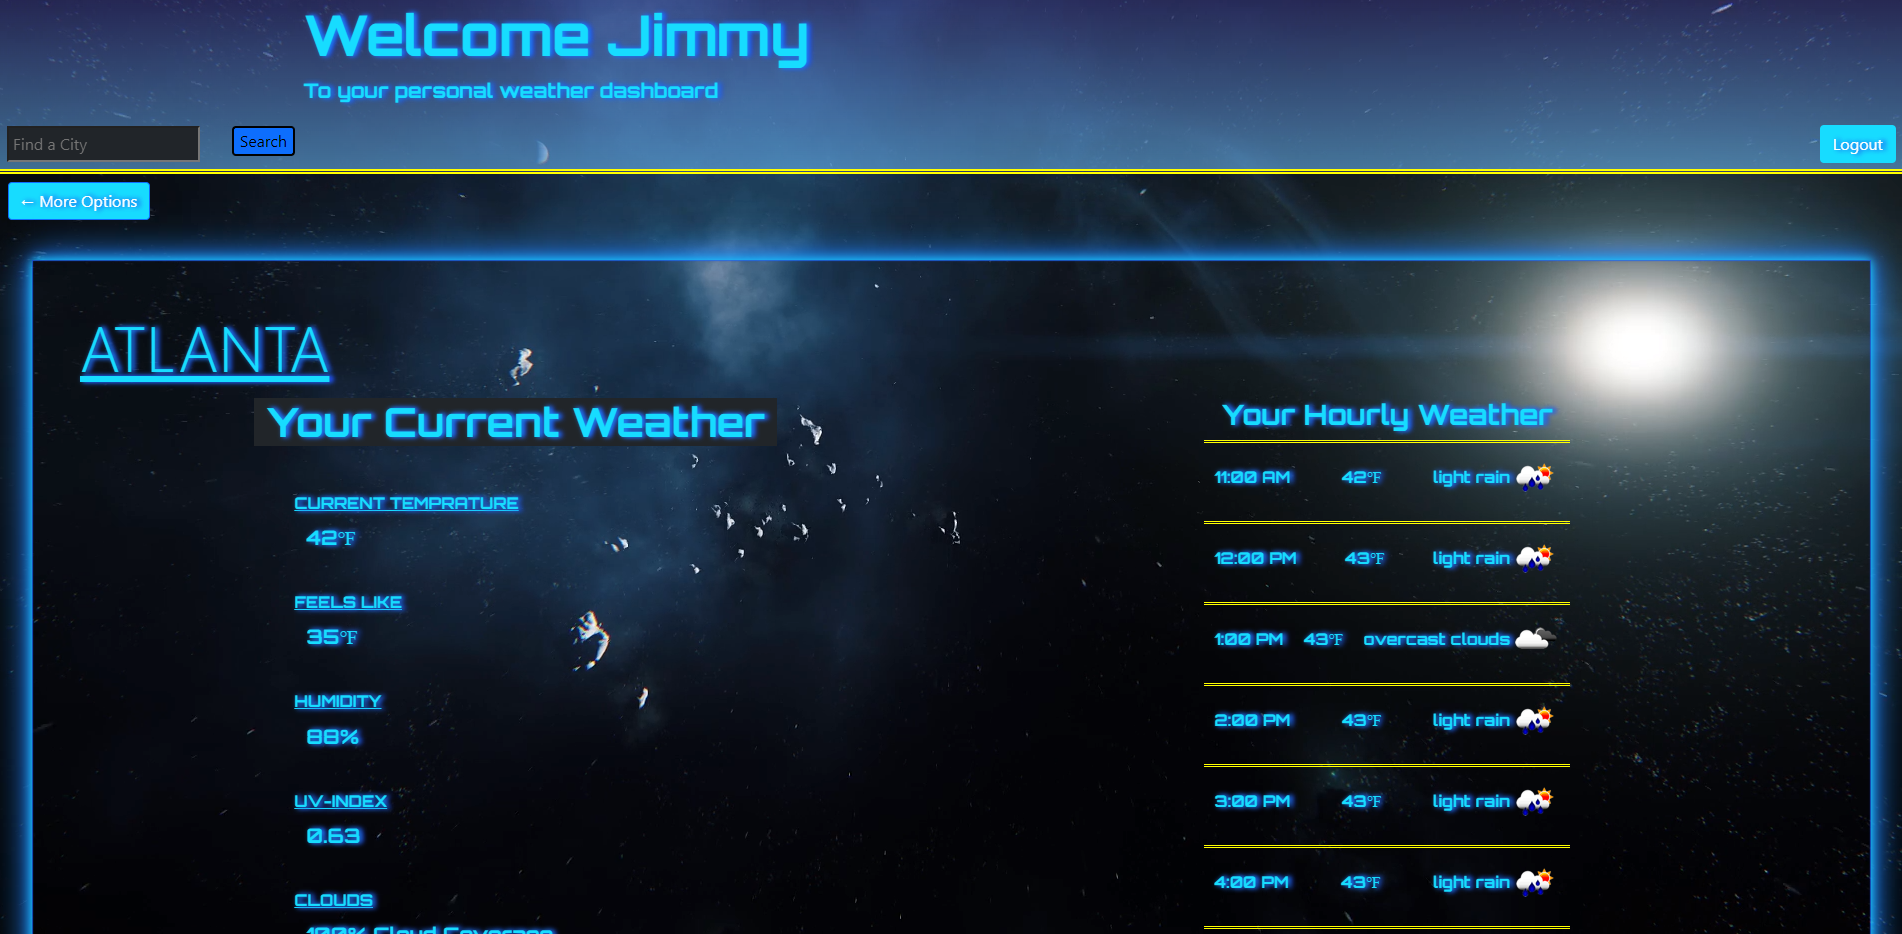 Welcome Jimmy
To your personal weather dashboard
Find a City
Search
Logout
← More Options
ATLANTA
Your Current Weather
CURRENT TEMPRATURE
42°F
FEELS LIKE
35°F
HUMIDITY
88%
UV-INDEX
0.63
CLOUDS
100% Cloud Coverage
Your Hourly Weather
11:00 AM 42°F light rain
12:00 PM 43°F light rain
1:00 PM 43°F overcast clouds
2:00 PM 43°F light rain
3:00 PM 43°F light rain
4:00 PM 43°F light rain